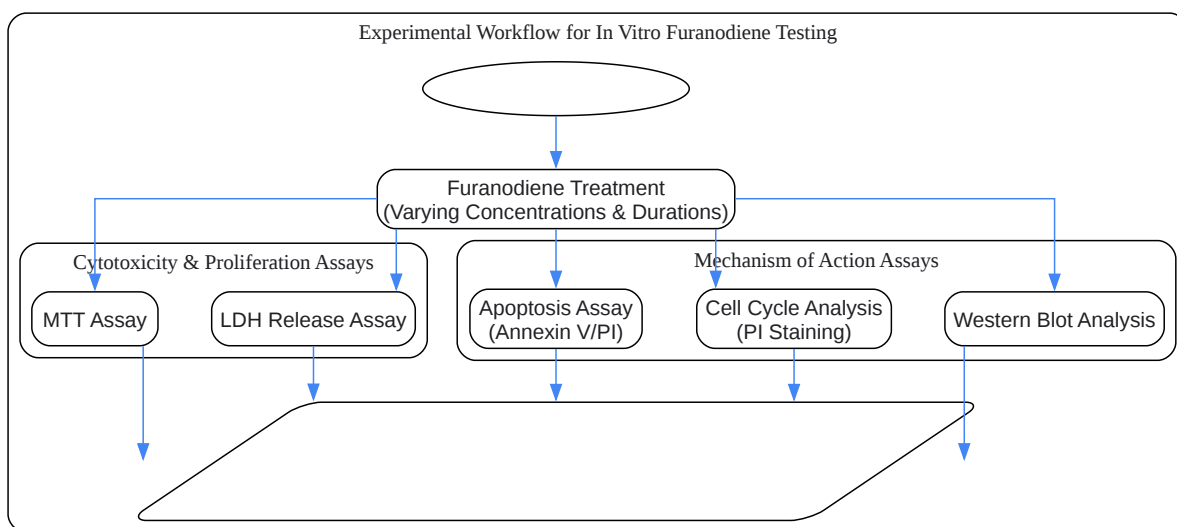 Experimental Workflow for In Vitro Furanodiene Testing
Furanodiene Treatment
(Varying Concentrations & Durations)
Cytotoxicity & Proliferation Assays
MTT Assay
LDH Release Assay
Mechanism of Action Assays
Apoptosis Assay
(Annexin V/PI)
Cell Cycle Analysis
(PI Staining)
Western Blot Analysis